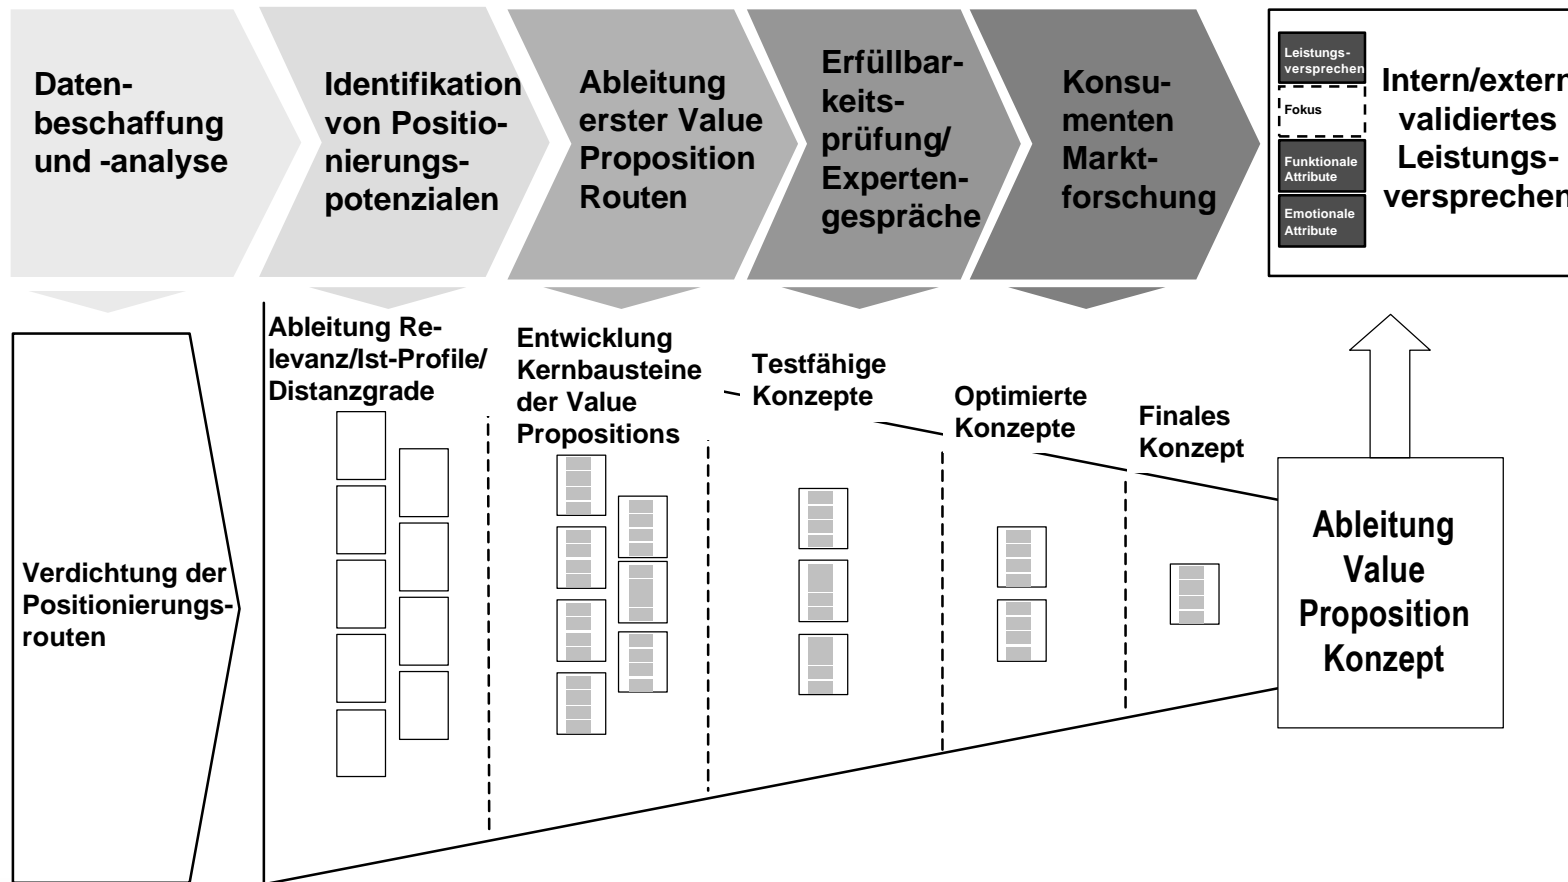 Daten-
beschaffung
und -analyse
Identifikation
von Positio-
nierungs-
potenzialen
Ableitung
erster Value
Proposition
Routen
Erfüllbar-
keits-
prüfung/
Experten-
gespräche
Konsu-
menten
Markt-
forschung
Leistungs-
versprechen
Fokus
Funktionale
Attribute
Emotionale
Attribute
Intern/extern
validiertes
Leistungs-
versprechen
Verdichtung der
Positionierungs-
routen
Ableitung Re-
levanz/Ist-Profile/
Distanzgrade
Entwicklung
Kernbausteine
der Value
Propositions
Testfähige
Konzepte
Optimierte
Konzepte
Finales
Konzept
Ableitung
Value
Proposition
Konzept